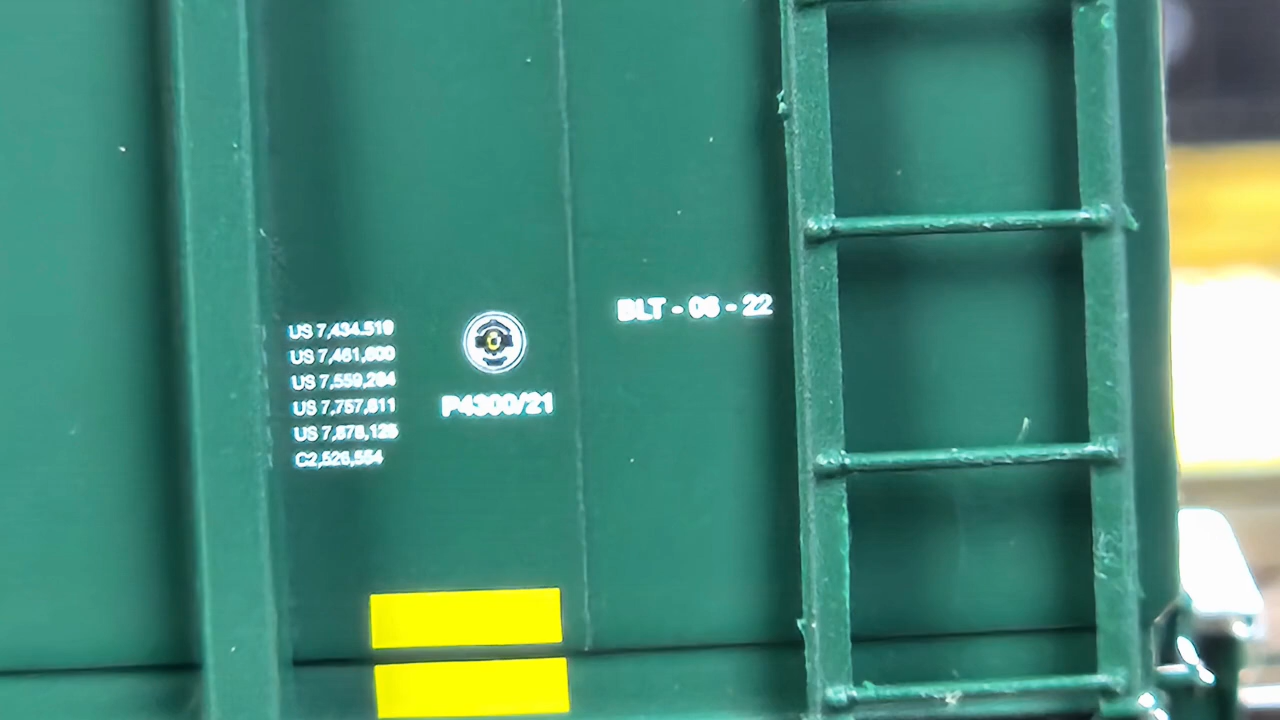 US 7,434,519
US 7,461,600
US 7,559,284
US 7,757,611
US 7,878,125
C2,526,554
P4300/21
BLT - 06 - 22